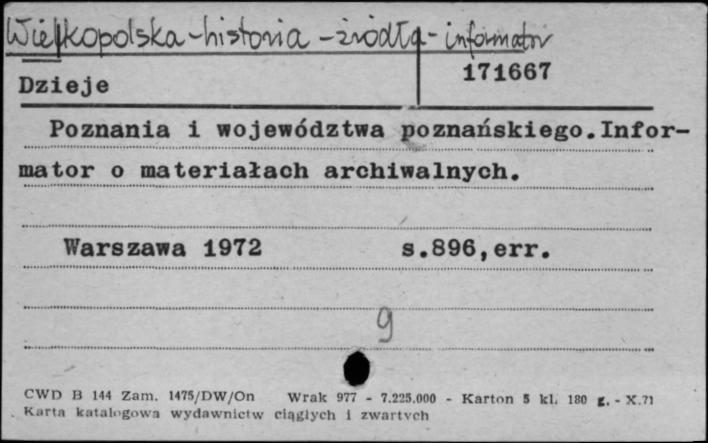 Wielkopolska - historia - źródła - informator
171667
Dzieje
Poznania i województwa poznańskiego.Infor-
mator o materiałach archiwalnych.
Warszawa 1972 s.896,err.
9
CWD B 144 Zam. 1475/DW/On Wrak 977 - 7.225.000 - Karton 5 kl. 180 g. - X.71
Karta katalogowa wydawnictw ciągłych i zwartych